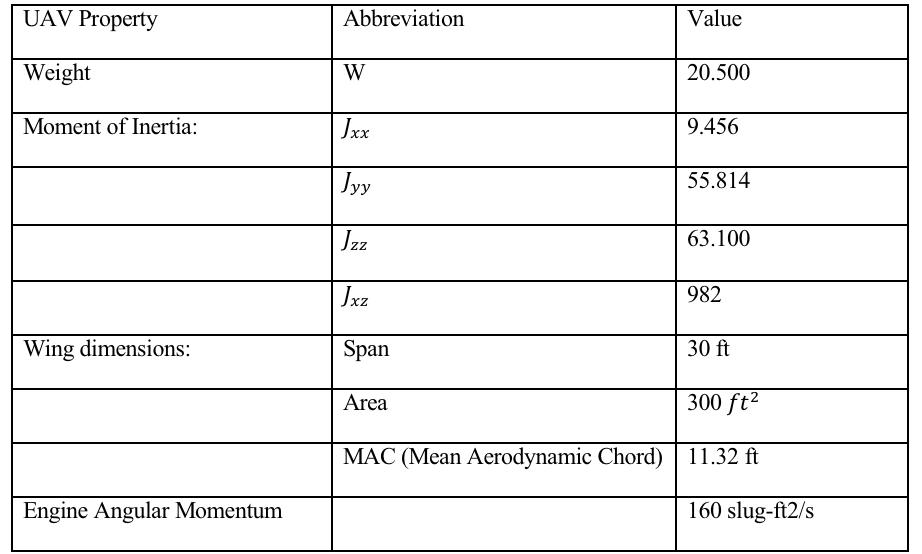 UAV Property Abbreviation Value
Weight W 20.500
Moment of Inertia: J_{xx} 9.456
J_{yy} 55.814
J_{zz} 63.100
J_{xz} 982
Wing dimensions: Span 30 ft
Area 300 ft²
MAC (Mean Aerodynamic Chord) 11.32 ft
Engine Angular Momentum 160 slug-ft2/s